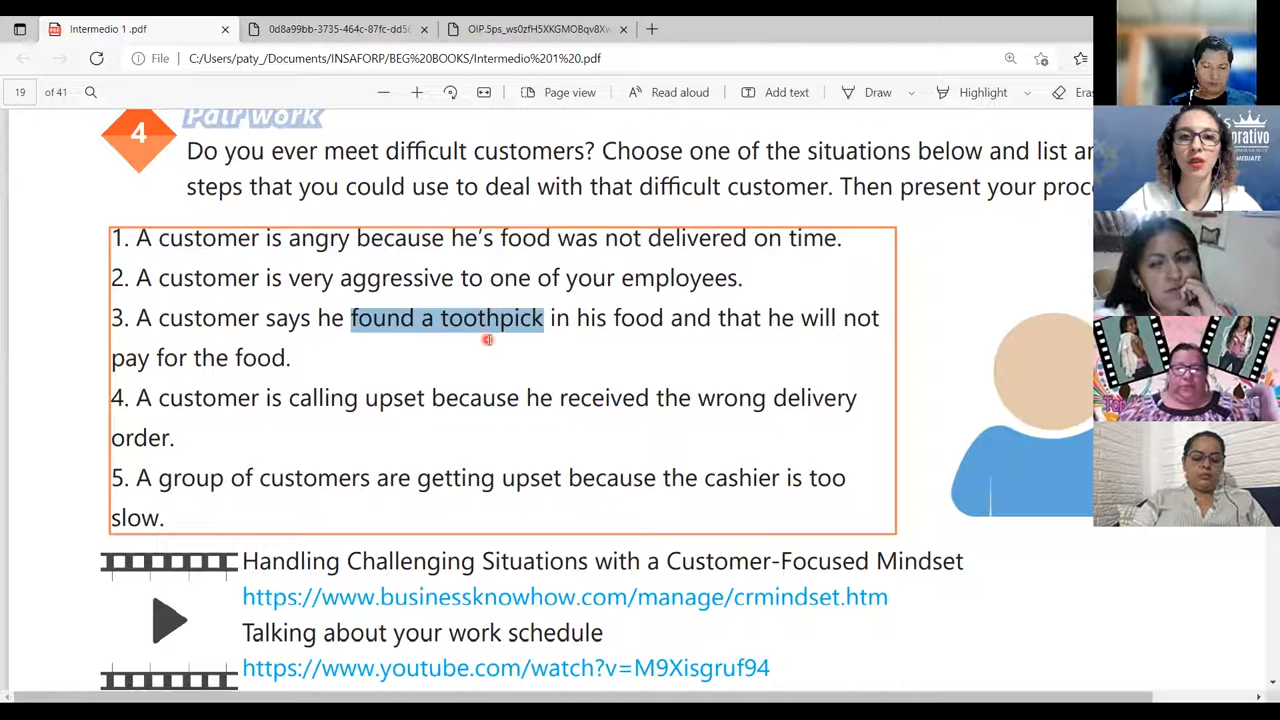 Intermedio 1 .pdf
0d8a99bb-3735-464c-87fc-dd56
OIP.5ps_ws0zfH5XKGMOBqv8Xw
File
C:/Users/paty_/Documents/INSAFORP/BEG%20BOOKS/Intermedio%201%20.pdf
19 of 41
Page view
Read aloud
Add text
Draw
Highlight
Eras
4
Pair work
Do you ever meet difficult customers? Choose one of the situations below and list
steps that you could use to deal with that difficult customer. Then present your
1. A customer is angry because he's food was not delivered on time.
2. A customer is very aggressive to one of your employees.
3. A customer says he found a toothpick in his food and that he will not
pay for the food.
4. A customer is calling upset because he received the wrong delivery
order.
5. A group of customers are getting upset because the cashier is too
slow.
Handling Challenging Situations with a Customer-Focused Mindset
https://www.businessknowhow.com/manage/crmindset.htm
Talking about your work schedule
https://www.youtube.com/watch?v=M9Xisgruf94
's
orativo
MEDIATE